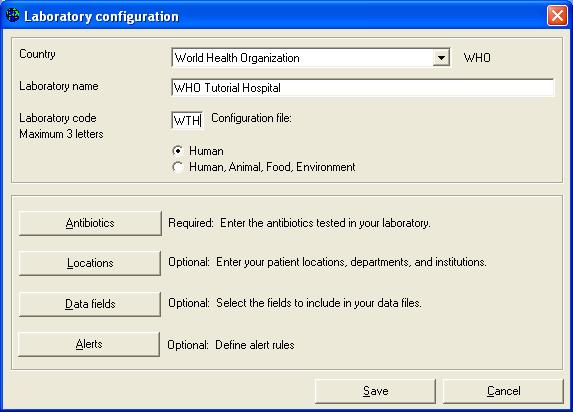 Laboratory configuration
Country
World Health Organization
WHO
Laboratory name
WHO Tutorial Hospital
Laboratory code
Maximum 3 letters
WTH
Configuration file:
Human
Human, Animal, Food, Environment
Antibiotics
Required: Enter the antibiotics tested in your laboratory.
Locations
Optional: Enter your patient locations, departments, and institutions.
Data fields
Optional: Select the fields to include in your data files.
Alerts
Optional: Define alert rules
Save
Cancel